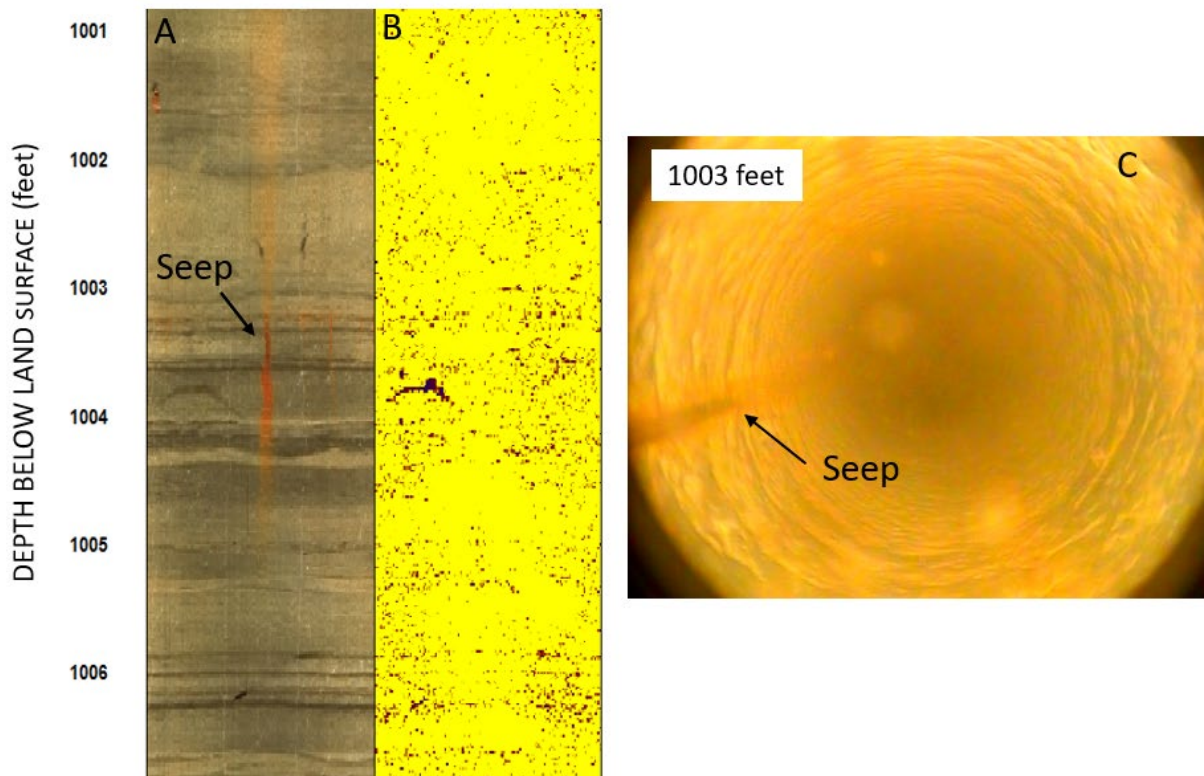 DEPTH BELOW LAND SURFACE (feet)
1001
1002
1003
1004
1005
1006
A
Seep
B
1003 feet
C
Seep